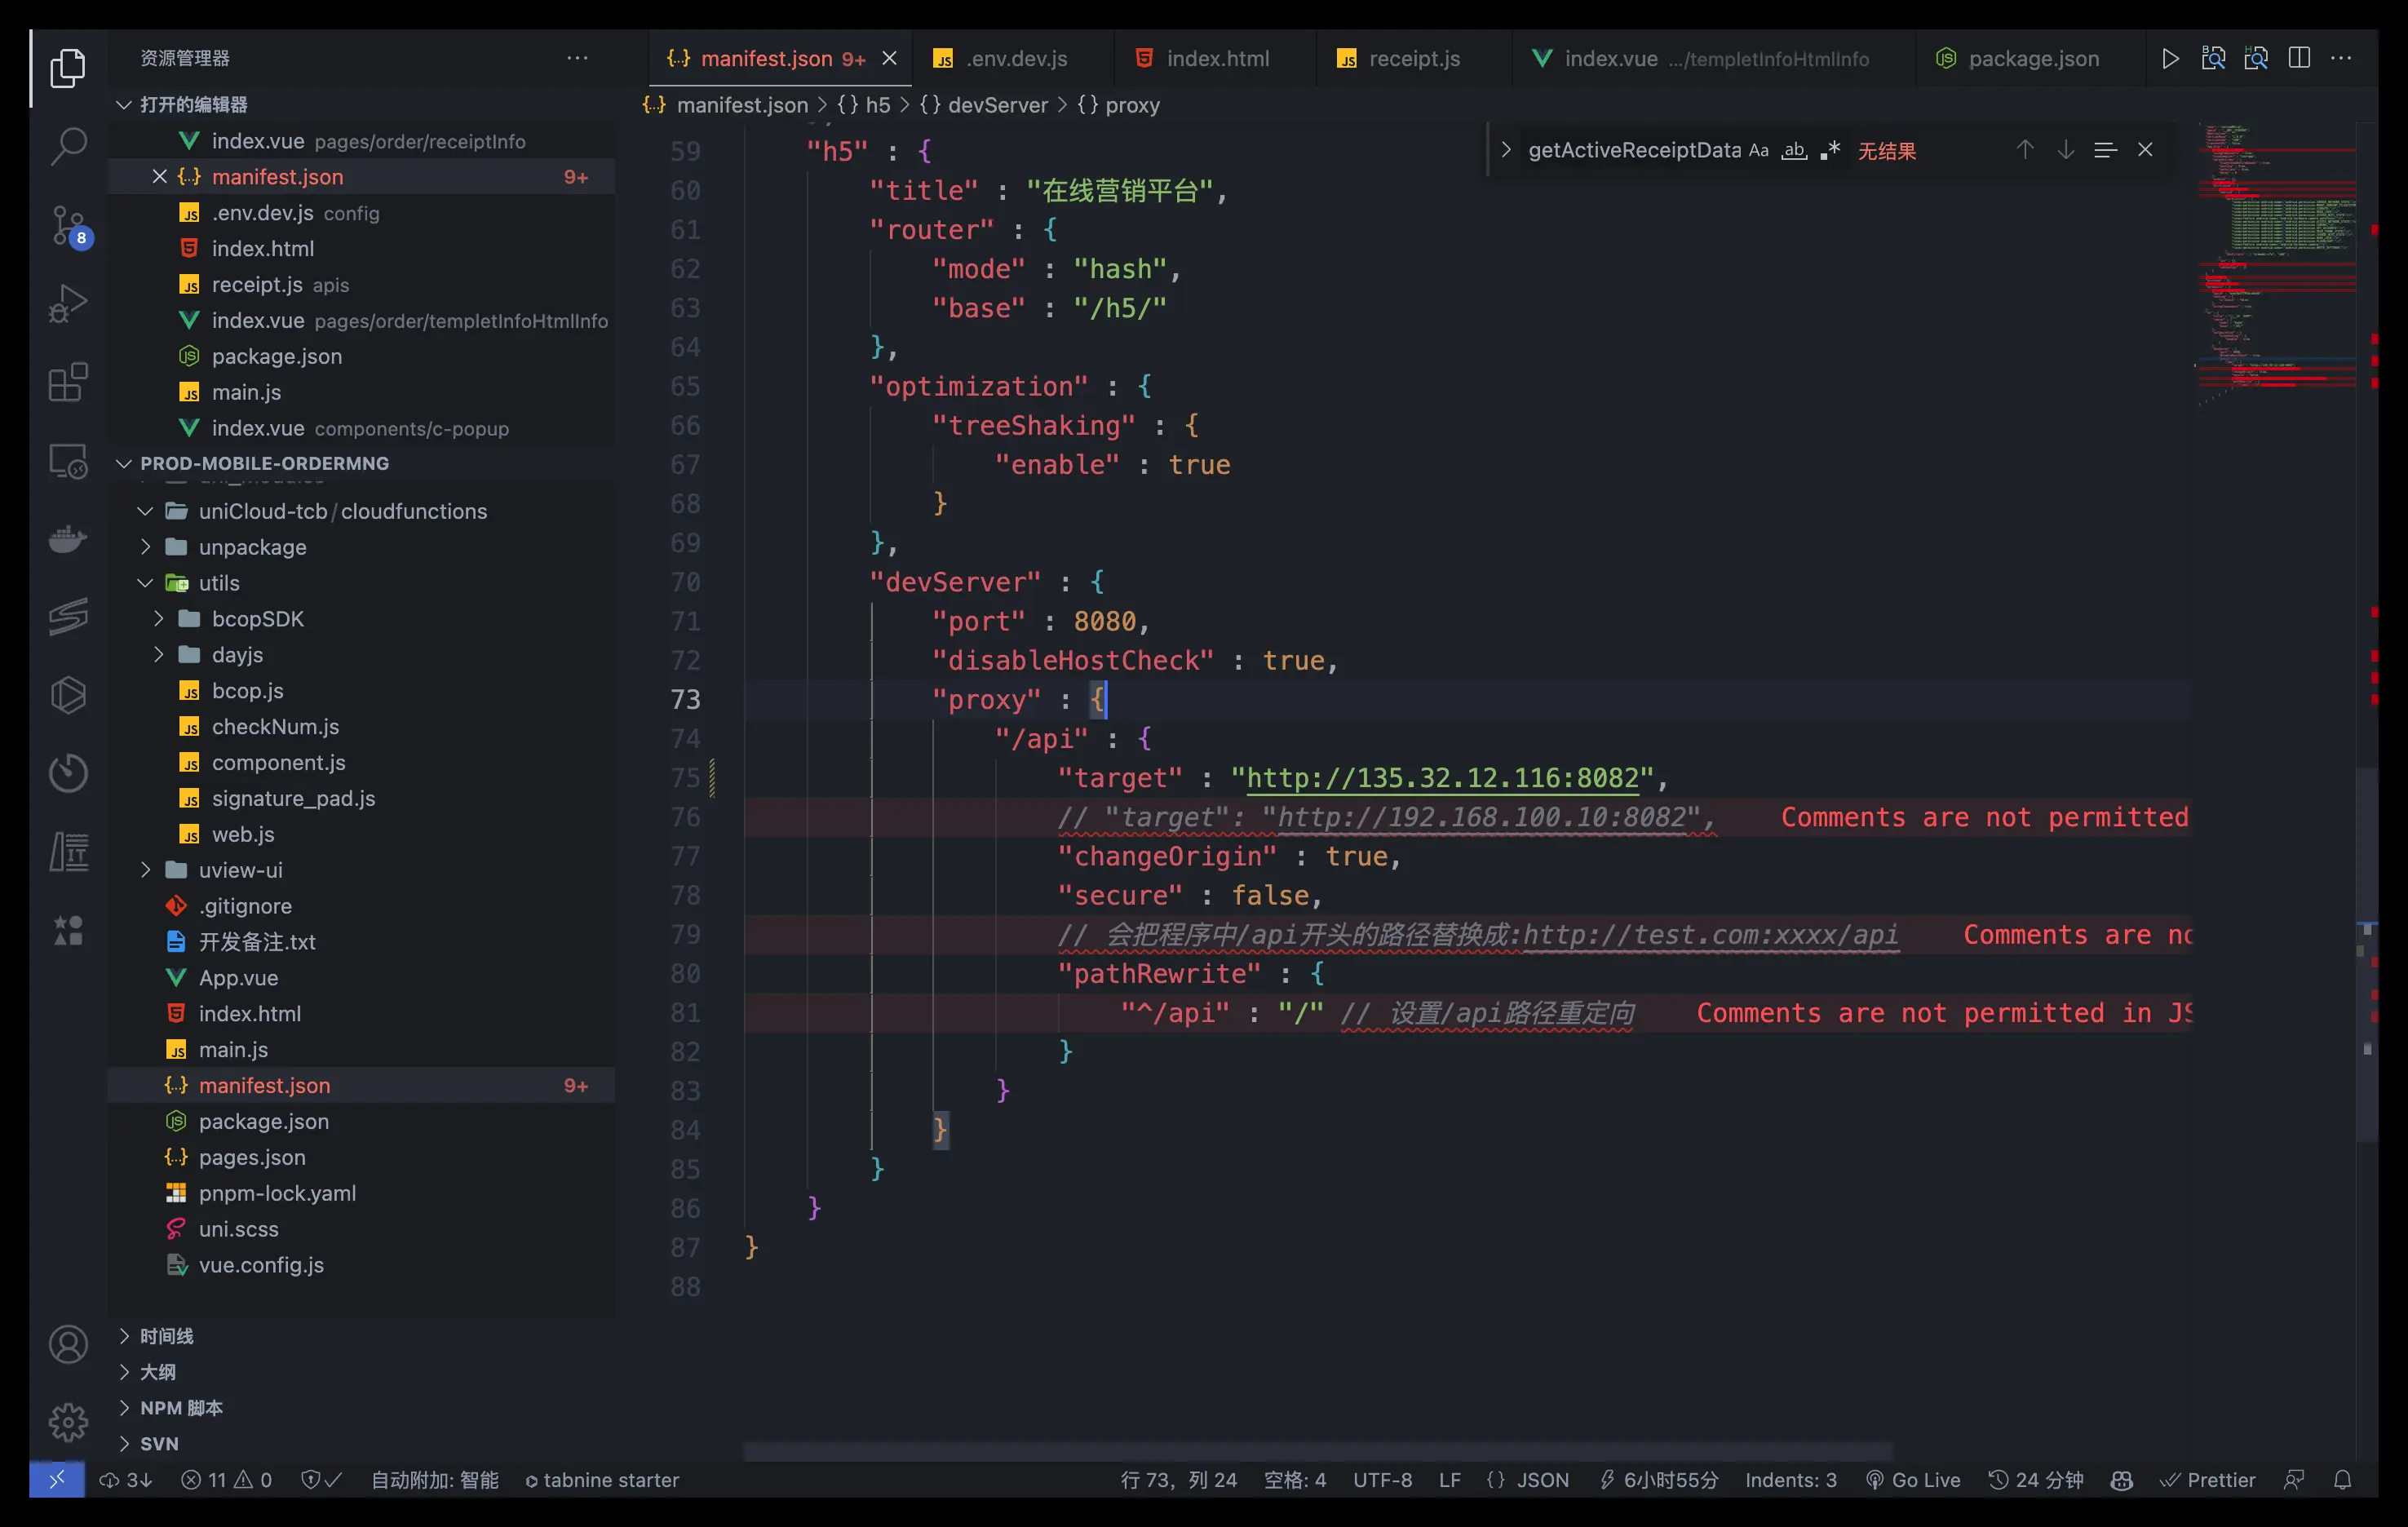 资源管理器
manifest.json 9+
.env.dev.js
index.html
receipt.js
index.vue .../templetInfoHtmlInfo
package.json
打开的编辑器
index.vue pages/order/receiptInfo
manifest.json 9+
.env.dev.js config
index.html
receipt.js apis
index.vue pages/order/templetInfoHtmlInfo
package.json
main.js
index.vue components/c-popup
PROD-MOBILE-ORDERMNG
uniCloud-tcb/cloudfunctions
unpackage
utils
bcopSDK
dayjs
bcop.js
checkNum.js
component.js
signature_pad.js
web.js
uview-ui
.gitignore
开发备注.txt
App.vue
index.html
main.js
manifest.json 9+
package.json
pages.json
pnpm-lock.yaml
uni.scss
vue.config.js
时间线
大纲
NPM 脚本
SVN
8
manifest.json > {} h5 > {} devServer > {} proxy
getActiveReceiptData Aa ab .* 无结果
59 "h5" : {
60 "title" : "在线营销平台",
61 "router" : {
62 "mode" : "hash",
63 "base" : "/h5/"
64 },
65 "optimization" : {
66 "treeShaking" : {
67 "enable" : true
68 }
69 },
70 "devServer" : {
71 "port" : 8080,
72 "disableHostCheck" : true,
73 "proxy" : {
74 "/api" : {
75 "target" : "http://135.32.12.116:8082",
76 // "target": "http://192.168.100.10:8082", Comments are not permitted
77 "changeOrigin" : true,
78 "secure" : false,
79 // 会把程序中/api开头的路径替换成:http://test.com:xxxx/api Comments are no
80 "pathRewrite" : {
81 "^/api" : "/" // 设置/api路径重定向 Comments are not permitted in JS
82 }
83 }
84 }
85 }
86 }
87 }
88
3↓ 11 0 自动附加: 智能 tabnine starter 行 73，列 24 空格: 4 UTF-8 LF {} JSON 6小时55分 Indents: 3 Go Live 24 分钟 Prettier